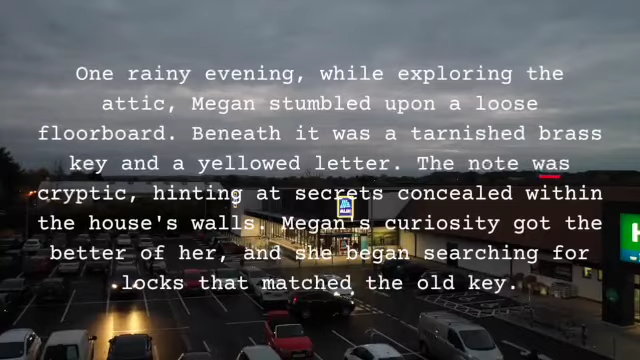 One rainy evening, while exploring the
attic, Megan stumbled upon a loose
floorboard. Beneath it was a tarnished brass
key and a yellowed letter. The note was
cryptic, hinting at secrets concealed within
the house's walls. Megan's curiosity got the
better of her, and she began searching for
.locks that matched the old key.
ALDI
H